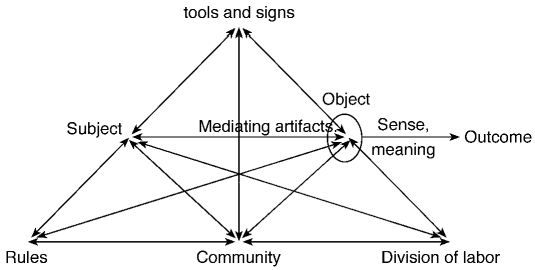 tools and signs
Object
Subject
Mediating artifacts
Sense,
meaning
Outcome
Rules
Community
Division of labor